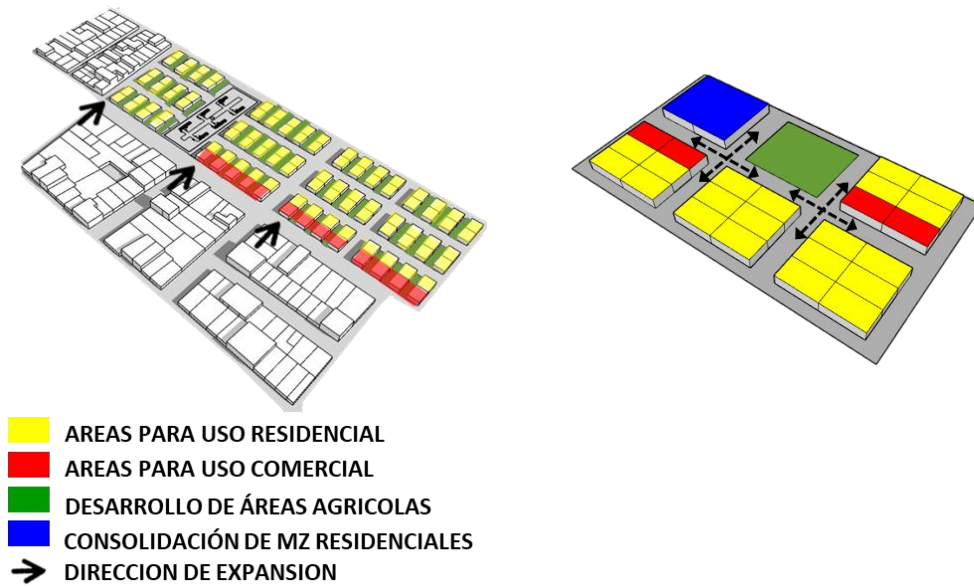 AREAS PARA USO RESIDENCIAL
AREAS PARA USO COMERCIAL
DESARROLLO DE ÁREAS AGRICOLAS
CONSOLIDACIÓN DE MZ RESIDENCIALES
DIRECCION DE EXPANSION